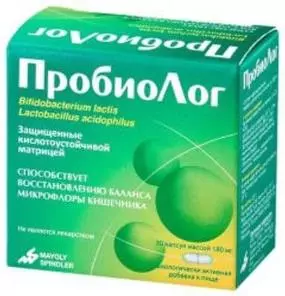 ПробиоЛог
ПробиоЛог
Bifidobacterium lactis
Lactobacillus acidophilus
Защищенные
кислотоустойчивой
матрицей
СПОСОБСТВУЕТ
ВОССТАНОВЛЕНИЮ БАЛАНСА
МИКРОФЛОРЫ КИШЕЧНИКА
Не является лекарством
30 капсул массой 180 мг
MAYOLY
SPINDLER
Биологически активная
добавка к пище